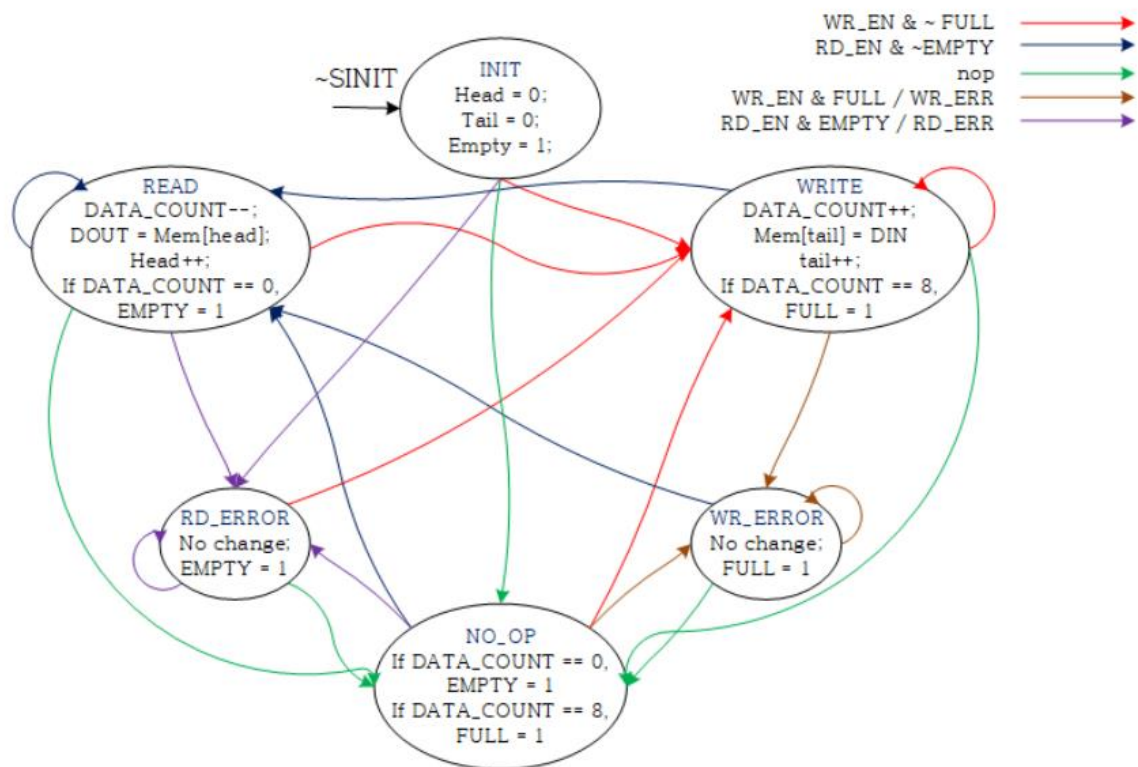 WR_EN & ~ FULL
RD_EN & ~EMPTY
nop
WR_EN & FULL / WR_ERR
RD_EN & EMPTY / RD_ERR
~SINIT
INIT
Head = 0;
Tail = 0;
Empty = 1;
READ
DATA_COUNT--;
DOUT = Mem[head];
Head++;
If DATA_COUNT == 0,
EMPTY = 1
WRITE
DATA_COUNT++;
Mem[tail] = DIN
tail++;
If DATA_COUNT == 8,
FULL = 1
RD_ERROR
No change;
EMPTY = 1
WR_ERROR
No change;
FULL = 1
NO_OP
If DATA_COUNT == 0,
EMPTY = 1
If DATA_COUNT == 8,
FULL = 1